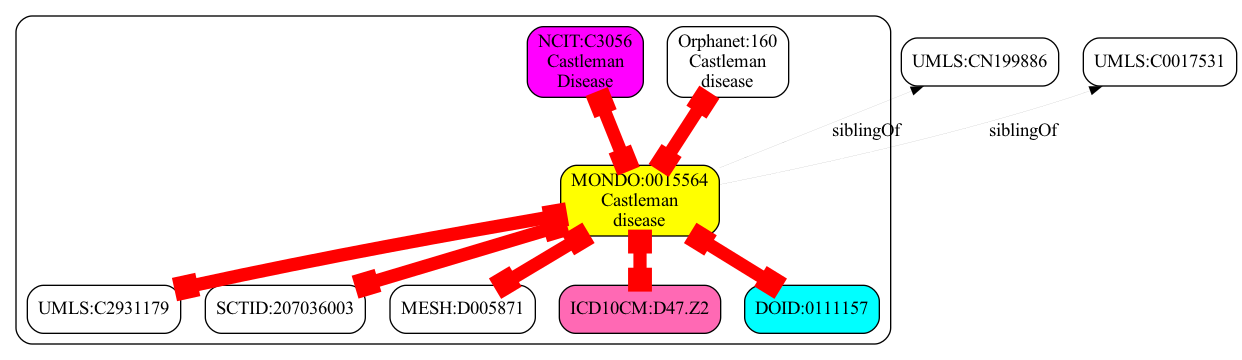 NCIT:C3056
Castleman
Disease
Orphanet:160
Castleman
disease
UMLS:CN199886
UMLS:C0017531
siblingOf
siblingOf
MONDO:0015564
Castleman
disease
UMLS:C2931179
SCTID:207036003
MESH:D005871
ICD10CM:D47.Z2
DOID:0111157